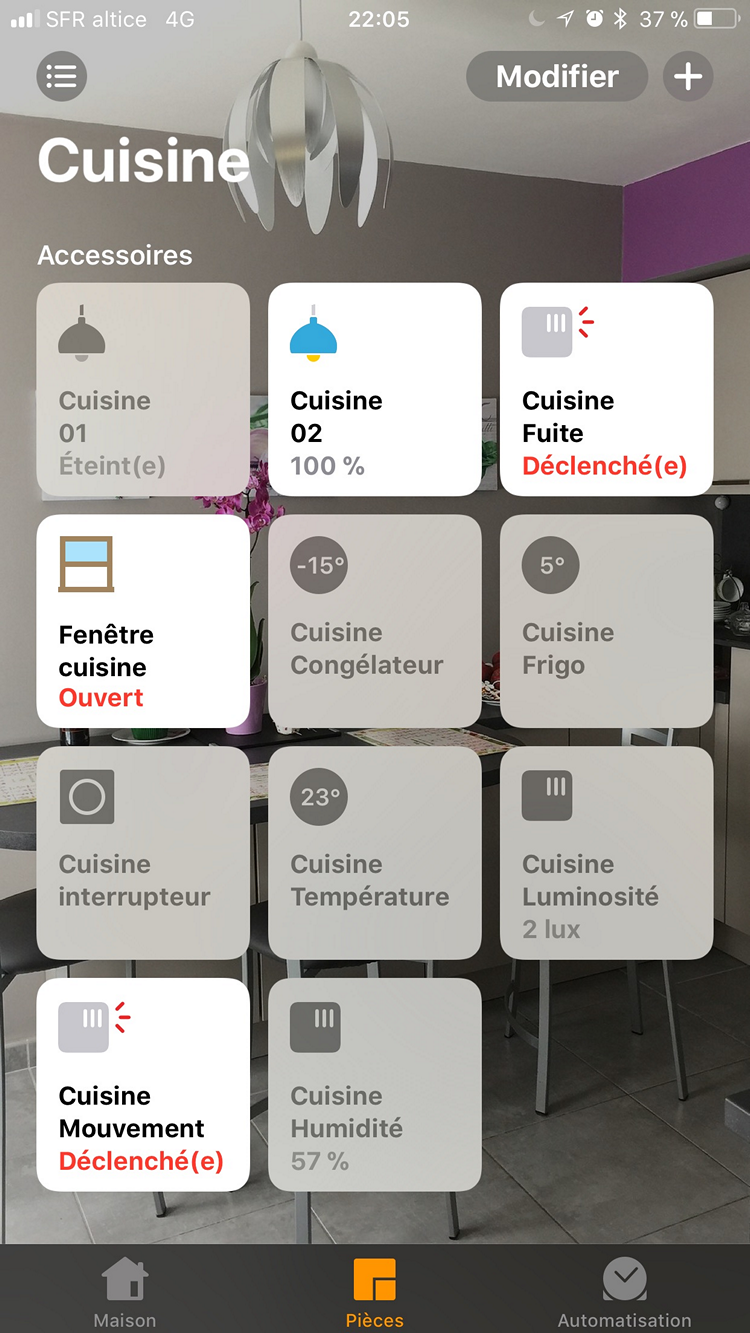 SFR altice 4G 22:05 37 %
Modifier
Cuisine
Accessoires
Cuisine
01
Éteint(e)
Cuisine
02
100 %
Cuisine
Fuite
Déclenché(e)
Fenêtre
cuisine
Ouvert
-15°
Cuisine
Congélateur
5°
Cuisine
Frigo
Cuisine
interrupteur
23°
Cuisine
Température
Cuisine
Luminosité
2 lux
Cuisine
Mouvement
Déclenché(e)
Cuisine
Humidité
57 %
Maison
Pièces
Automatisation